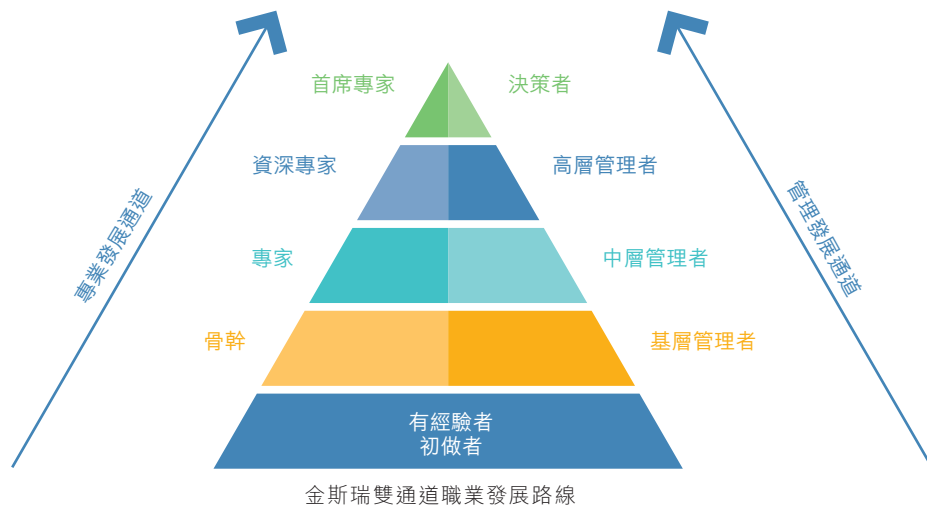 首席專家
決策者
資深專家
高層管理者
專業發展通道
管理發展通道
專家
中層管理者
骨幹
基層管理者
有經驗者
初做者
金斯瑞雙通道職業發展路線